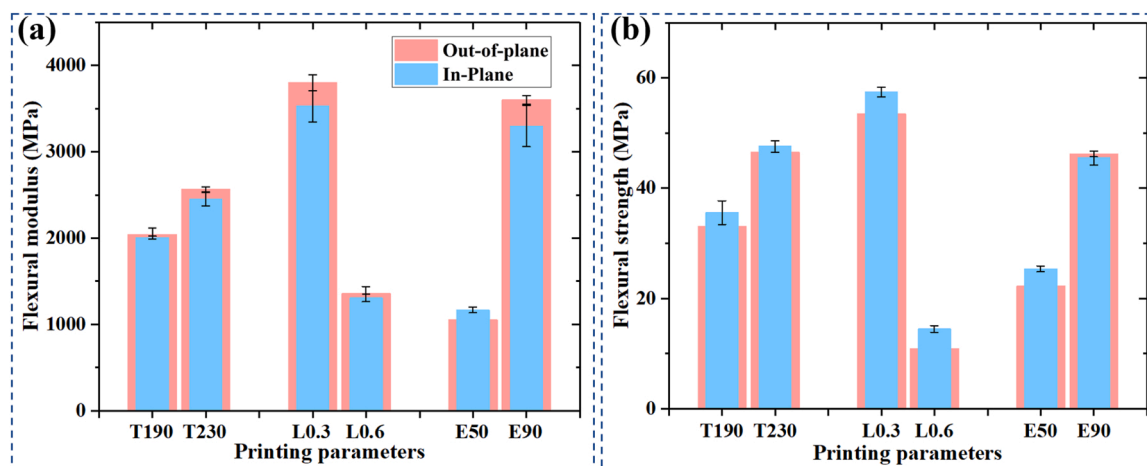 (a)
Flexural modulus (MPa)
4000
3000
2000
1000
0
Out-of-plane
In-Plane
T190 T230 L0.3 L0.6 E50 E90
Printing parameters
(b)
Flexural strength (MPa)
60
40
20
0
T190 T230 L0.3 L0.6 E50 E90
Printing parameters